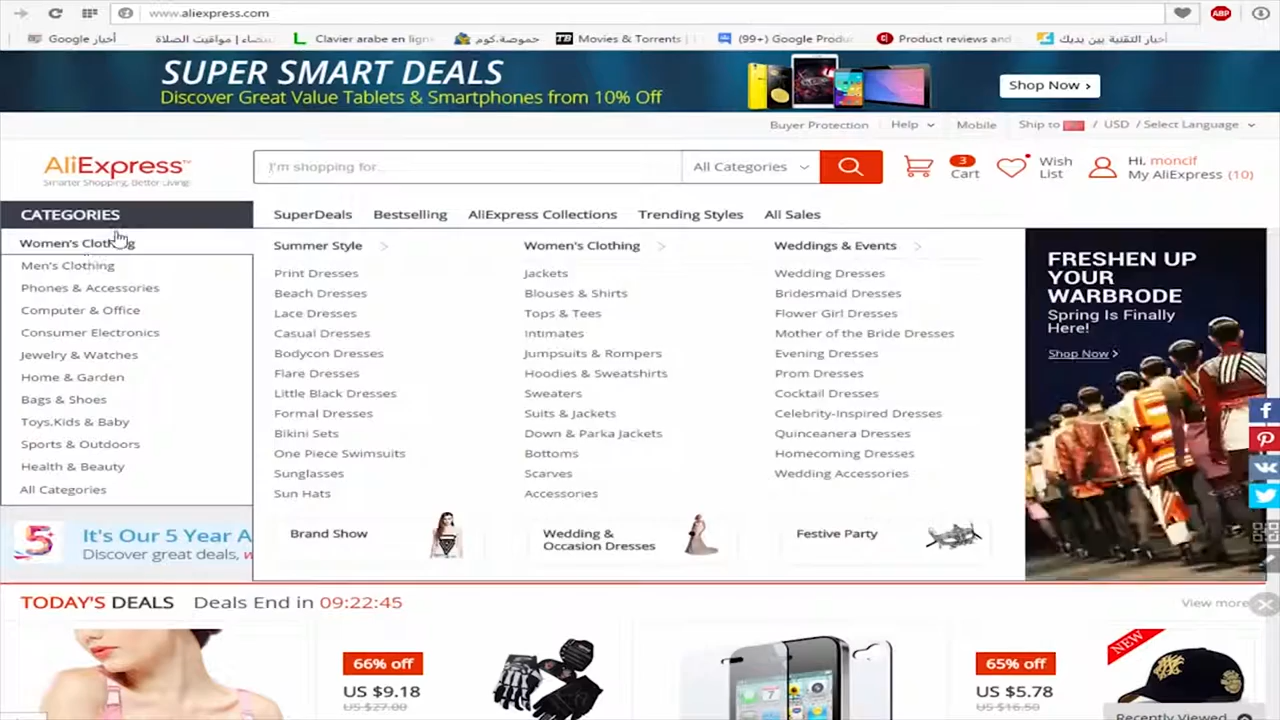 www.aliexpress.com
أخبار Google
مواقيت الصلاة |
Clavier arabe en ligne
حموصة.كوم
Movies & Torrents |
(99+) Google Produ
Product reviews and
أخبار التقنية بين يديك
SUPER SMART DEALS
Discover Great Value Tablets & Smartphones from 10% Off
Shop Now ›
Buyer Protection
Help
Mobile
Ship to / USD / Select Language
AliExpress™
Smarter Shopping, Better Living!
I'm shopping for...
All Categories
3
Cart
Wish
List
Hi, moncif
My AliExpress (10)
CATEGORIES
SuperDeals
Bestselling
AliExpress Collections
Trending Styles
All Sales
Women's Clothing
Men's Clothing
Phones & Accessories
Computer & Office
Consumer Electronics
Jewelry & Watches
Home & Garden
Bags & Shoes
Toys,Kids & Baby
Sports & Outdoors
Health & Beauty
All Categories
Summer Style >
Print Dresses
Beach Dresses
Lace Dresses
Casual Dresses
Bodycon Dresses
Flare Dresses
Little Black Dresses
Formal Dresses
Bikini Sets
One Piece Swimsuits
Sunglasses
Sun Hats
Brand Show
Women's Clothing >
Jackets
Blouses & Shirts
Tops & Tees
Intimates
Jumpsuits & Rompers
Hoodies & Sweatshirts
Sweaters
Suits & Jackets
Down & Parka Jackets
Bottoms
Scarves
Accessories
Wedding &
Occasion Dresses
Weddings & Events >
Wedding Dresses
Bridesmaid Dresses
Flower Girl Dresses
Mother of the Bride Dresses
Evening Dresses
Prom Dresses
Cocktail Dresses
Celebrity-Inspired Dresses
Quinceanera Dresses
Homecoming Dresses
Wedding Accessories
Festive Party
FRESHEN UP
YOUR
WARBRODE
Spring Is Finally
Here!
Shop Now >
5
It's Our 5 Year A
Discover great deals, w
TODAY'S DEALS Deals End in 09:22:45
View more
66% off
US $9.18
US $27.00
65% off
US $5.78
US $16.50
NEW
Recently Viewed